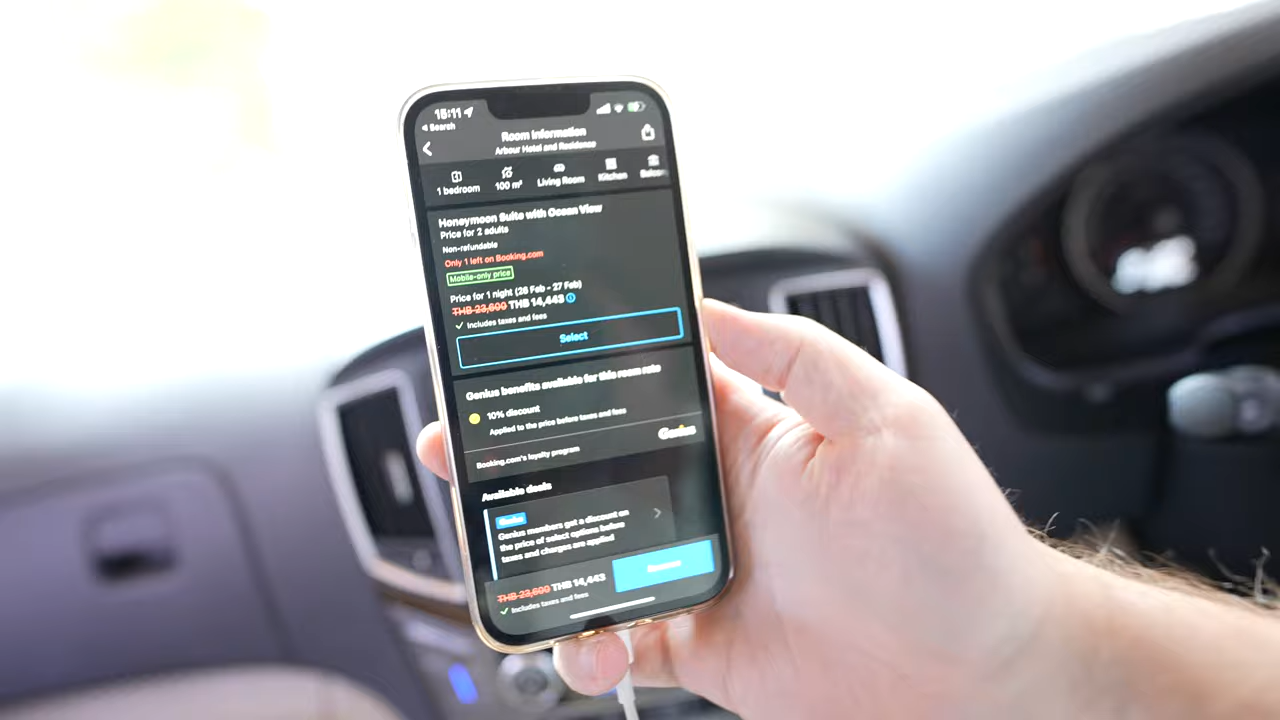 15:11
Search
Room Information
Arbour Hotel and Residence
1 bedroom
100 m²
Living Room
Kitchen
Honeymoon Suite with Ocean View
Price for 2 adults
Non-refundable
Only 1 left on Booking.com
Mobile-only price
Price for 1 night (26 Feb - 27 Feb)
THB 23,600 THB 14,443
Includes taxes and fees
Select
Genius benefits available for this room rate
10% discount
Applied to the price before taxes and fees
Genius
Booking.com's loyalty program
Available deals
Genius
Genius members get a discount on
the price of select options before
taxes and charges are applied
THB 23,600 THB 14,443
Includes taxes and fees